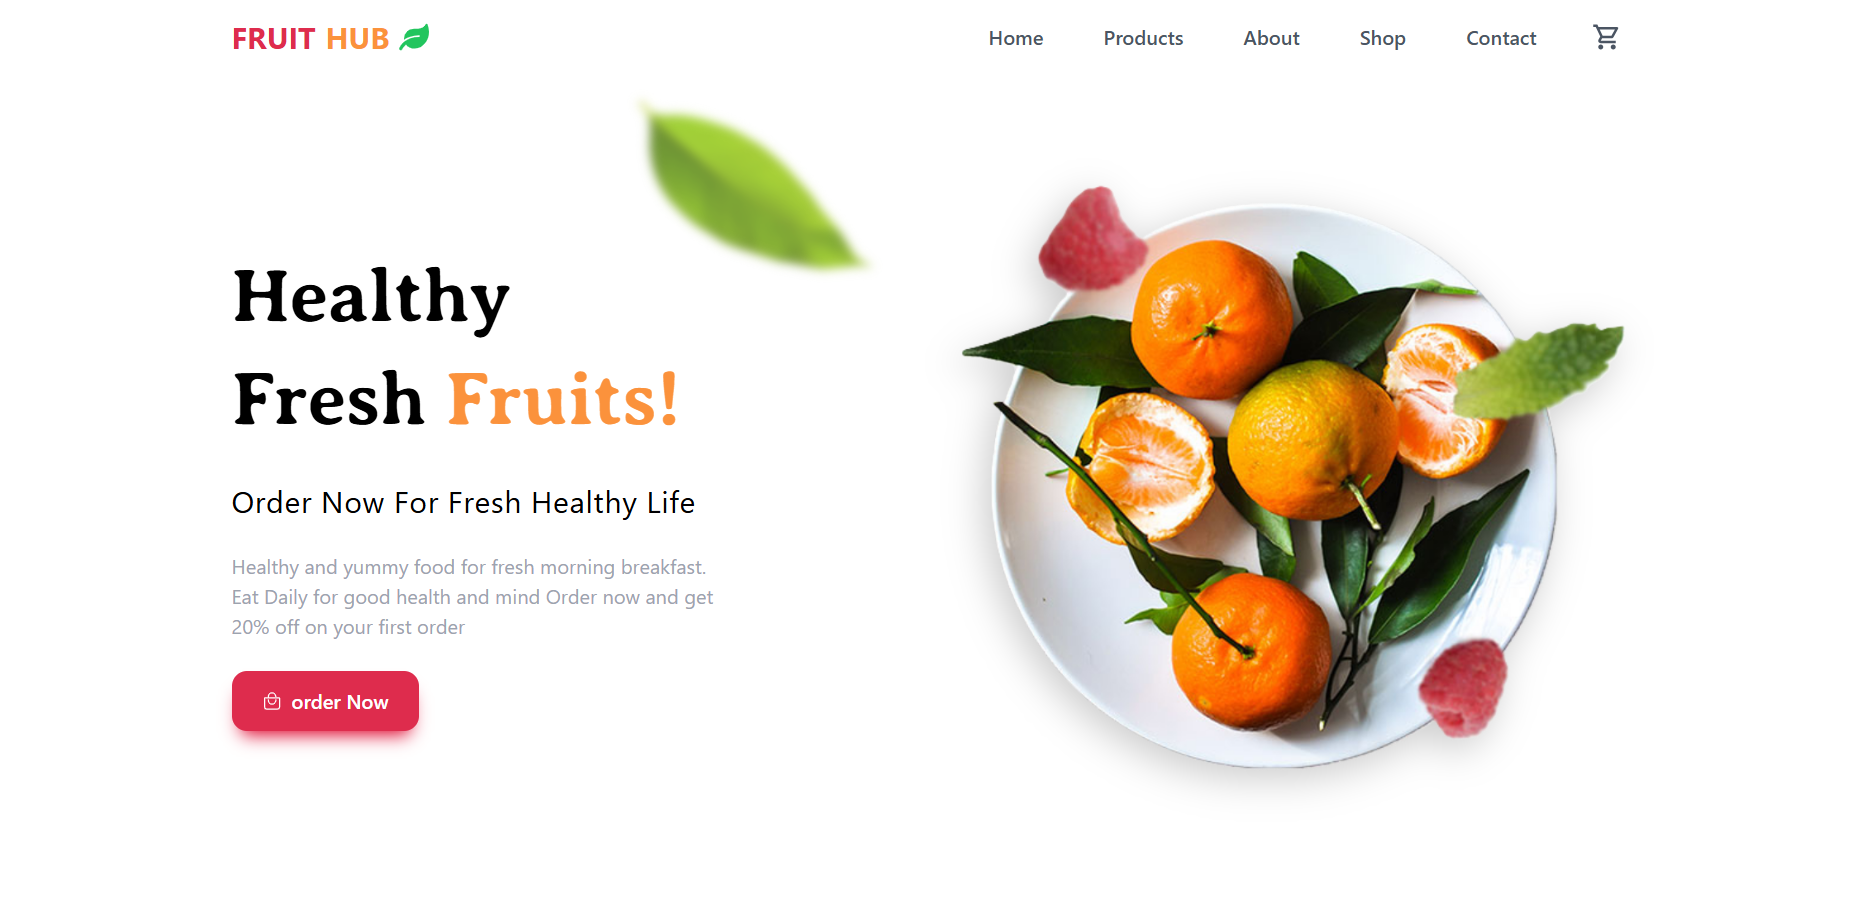 FRUIT HUB
Home Products About Shop Contact
Healthy
Fresh Fruits!
Order Now For Fresh Healthy Life
Healthy and yummy food for fresh morning breakfast.
Eat Daily for good health and mind Order now and get
20% off on your first order
order Now